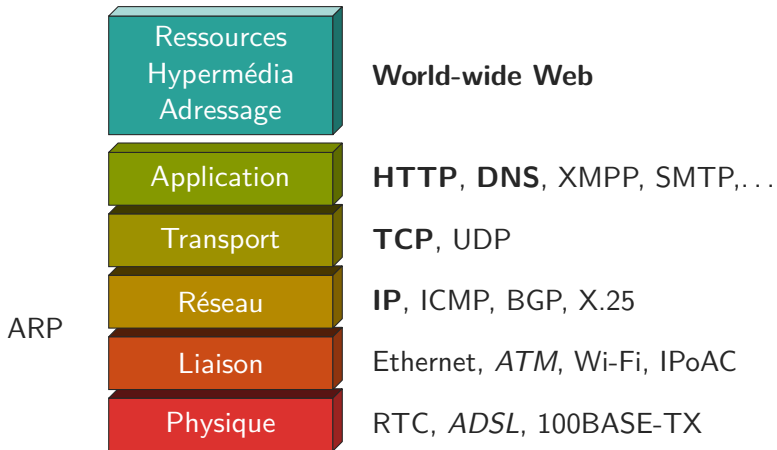 Ressources
Hypermédia
Adressage
World-wide Web
Application
HTTP, DNS, XMPP, SMTP,...
Transport
TCP, UDP
Réseau
IP, ICMP, BGP, X.25
ARP
Liaison
Ethernet, ATM, Wi-Fi, IPoAC
Physique
RTC, ADSL, 100BASE-TX